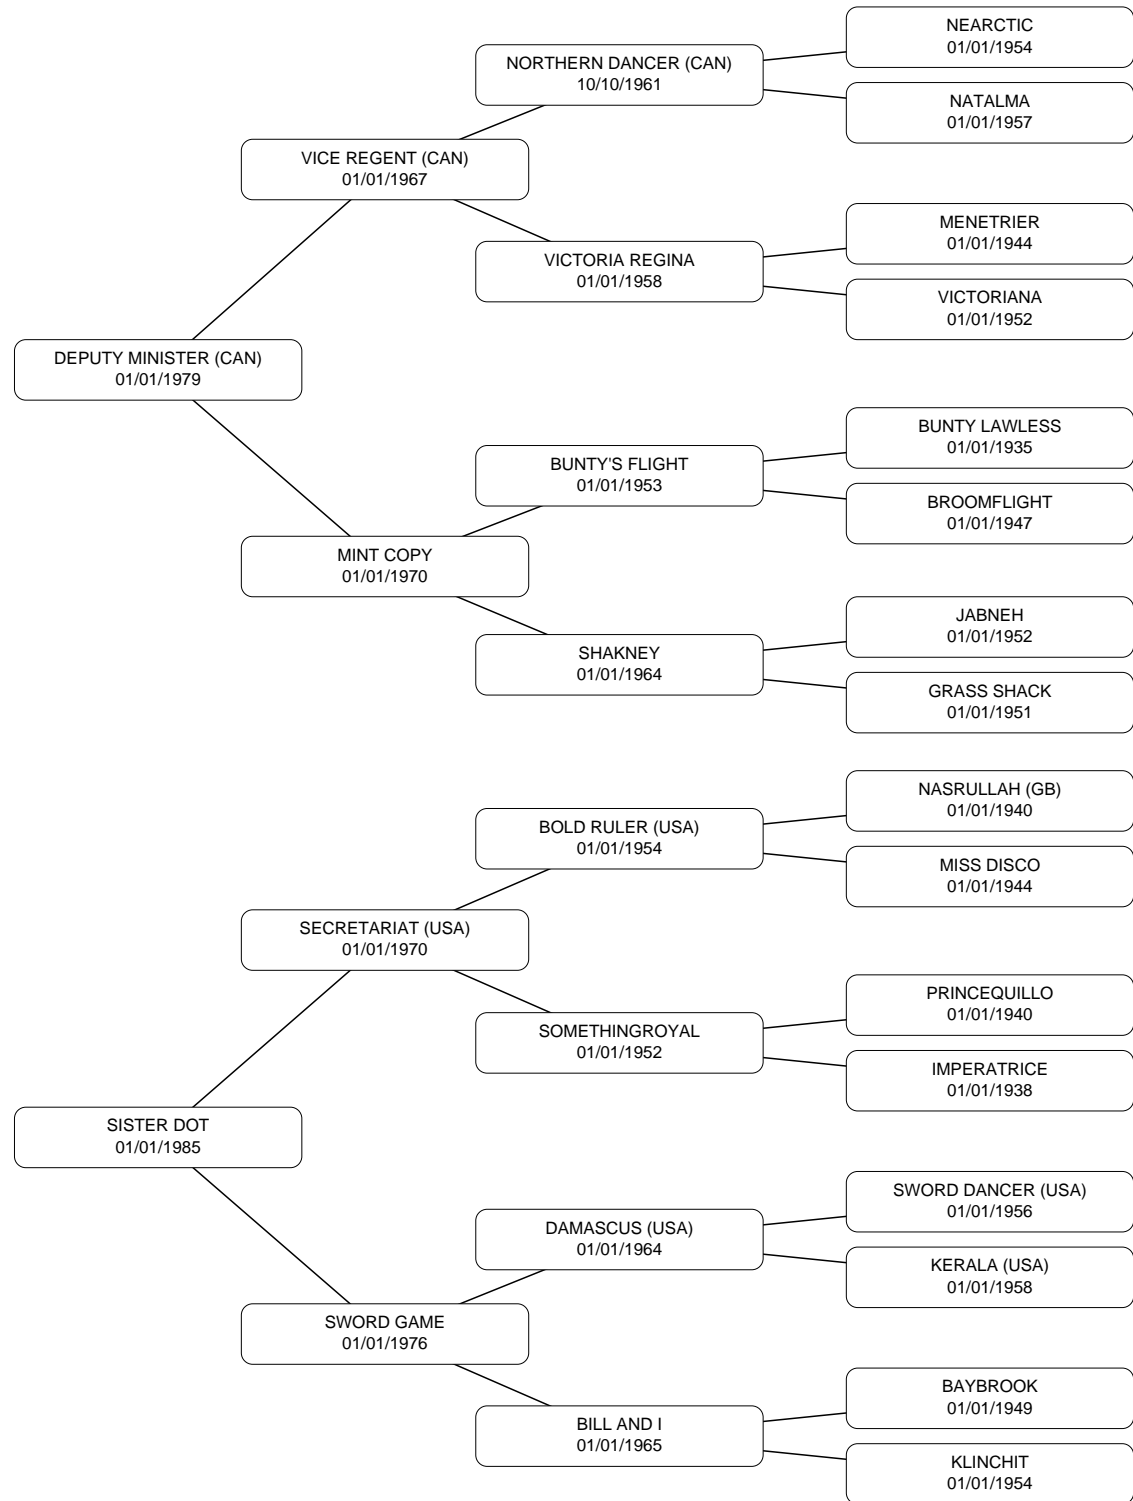 NEARCTIC
01/01/1954
NORTHERN DANCER (CAN)
10/10/1961
NATALMA
01/01/1957
VICE REGENT (CAN)
01/01/1967
MENETRIER
01/01/1944
VICTORIA REGINA
01/01/1958
VICTORIANA
01/01/1952
DEPUTY MINISTER (CAN)
01/01/1979
BUNTY LAWLESS
01/01/1935
BUNTY'S FLIGHT
01/01/1953
BROOMFLIGHT
01/01/1947
MINT COPY
01/01/1970
JABNEH
01/01/1952
SHAKNEY
01/01/1964
GRASS SHACK
01/01/1951
NASRULLAH (GB)
01/01/1940
BOLD RULER (USA)
01/01/1954
MISS DISCO
01/01/1944
SECRETARIAT (USA)
01/01/1970
PRINCEQUILLO
01/01/1940
SOMETHINGROYAL
01/01/1952
IMPERATRICE
01/01/1938
SISTER DOT
01/01/1985
SWORD DANCER (USA)
01/01/1956
DAMASCUS (USA)
01/01/1964
KERALA (USA)
01/01/1958
SWORD GAME
01/01/1976
BAYBROOK
01/01/1949
BILL AND I
01/01/1965
KLINCHIT
01/01/1954